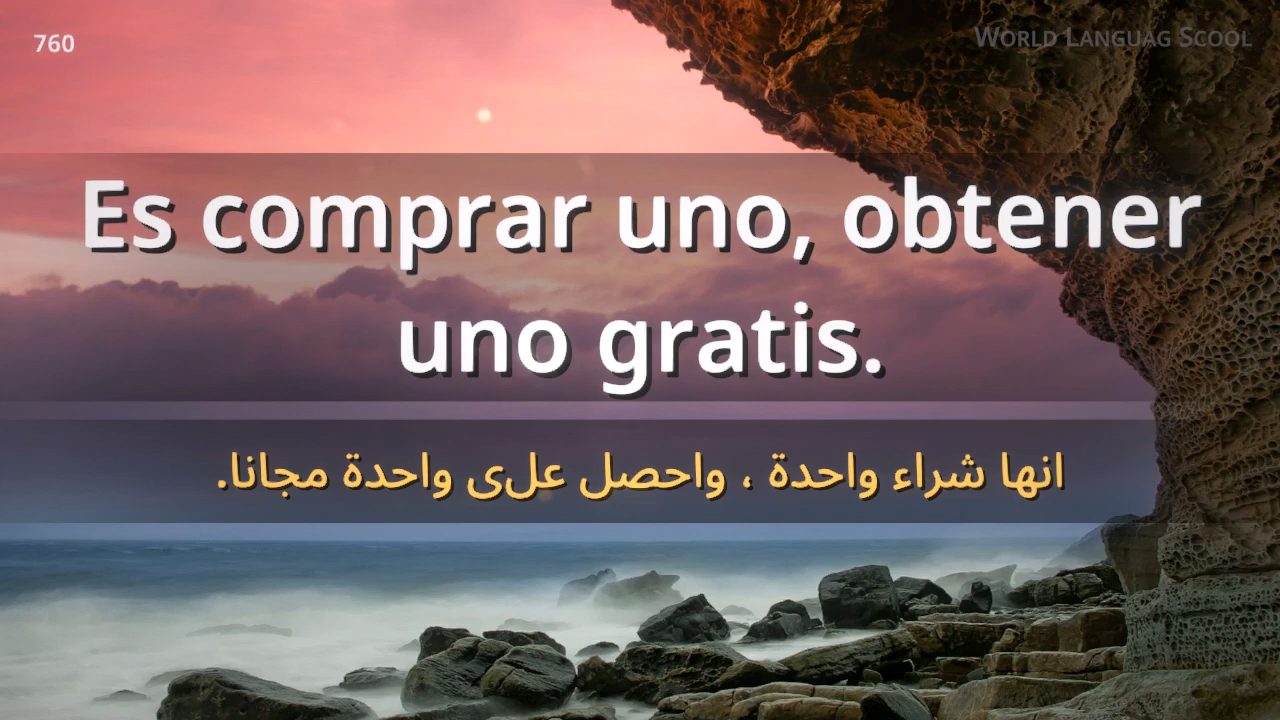 760
WORLD LANGUAG SCOOL
Es comprar uno, obtener
uno gratis.
انها شراء واحدة ، واحصل على واحدة مجانا.